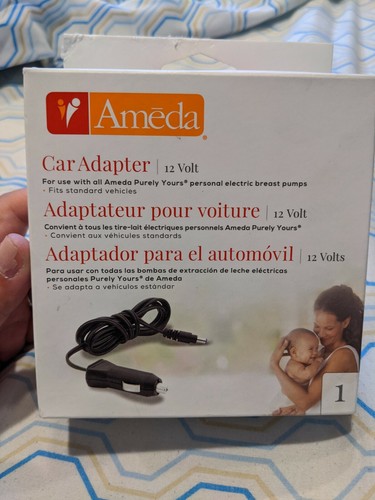 Amēda®
Car Adapter | 12 Volt
For use with all Ameda Purely Yours® personal electric breast pumps
- Fits standard vehicles
Adaptateur pour voiture | 12 Volt
Convient à tous les tire-lait électriques personnels Ameda Purely Yours®
- Convient aux véhicules standards
Adaptador para el automóvil | 12 Volts
Para usar con todas las bombas de extracción de leche eléctricas
personales Purely Yours® de Ameda
- Se adapta a vehículos estándar
1